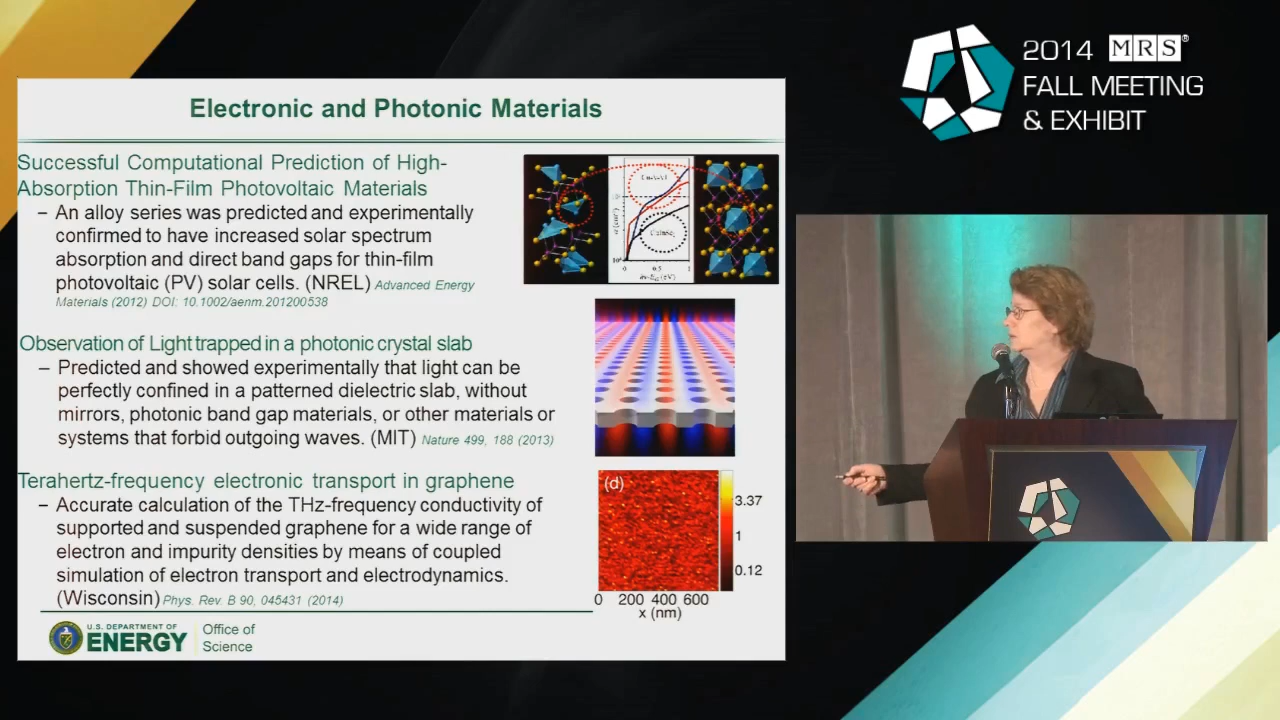 2014 MRS®
FALL MEETING
& EXHIBIT
Electronic and Photonic Materials
Successful Computational Prediction of High-
Absorption Thin-Film Photovoltaic Materials
– An alloy series was predicted and experimentally
confirmed to have increased solar spectrum
absorption and direct band gaps for thin-film
photovoltaic (PV) solar cells. (NREL) Advanced Energy
Materials (2012) DOI: 10.1002/aenm.201200538
0 0.5 1
Observation of Light trapped in a photonic crystal slab
– Predicted and showed experimentally that light can be
perfectly confined in a patterned dielectric slab, without
mirrors, photonic band gap materials, or other materials or
systems that forbid outgoing waves. (MIT) Nature 499, 188 (2013)
Terahertz-frequency electronic transport in graphene
– Accurate calculation of the THz-frequency conductivity of
supported and suspended graphene for a wide range of
electron and impurity densities by means of coupled
simulation of electron transport and electrodynamics.
(Wisconsin) Phys. Rev. B 90, 045431 (2014)
(d)
3.37
1
0.12
0 200 400 600
x (nm)
U.S. DEPARTMENT OF
ENERGY
Office of
Science